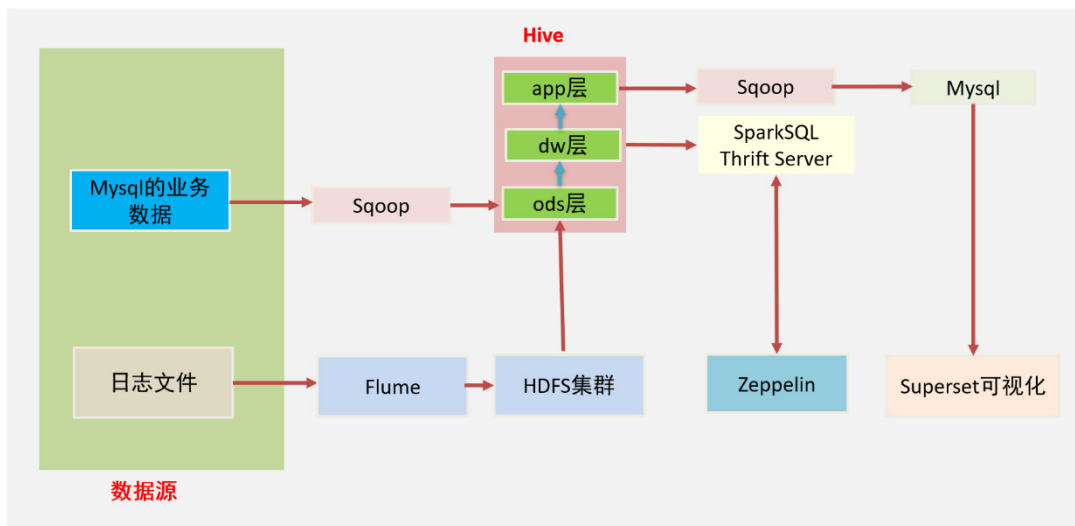 Hive
app层
Sqoop
Mysql
dw层
SparkSQL
Thrift Server
Mysql的业务
数据
Sqoop
ods层
日志文件
Flume
HDFS集群
Zeppelin
Superset可视化
数据源